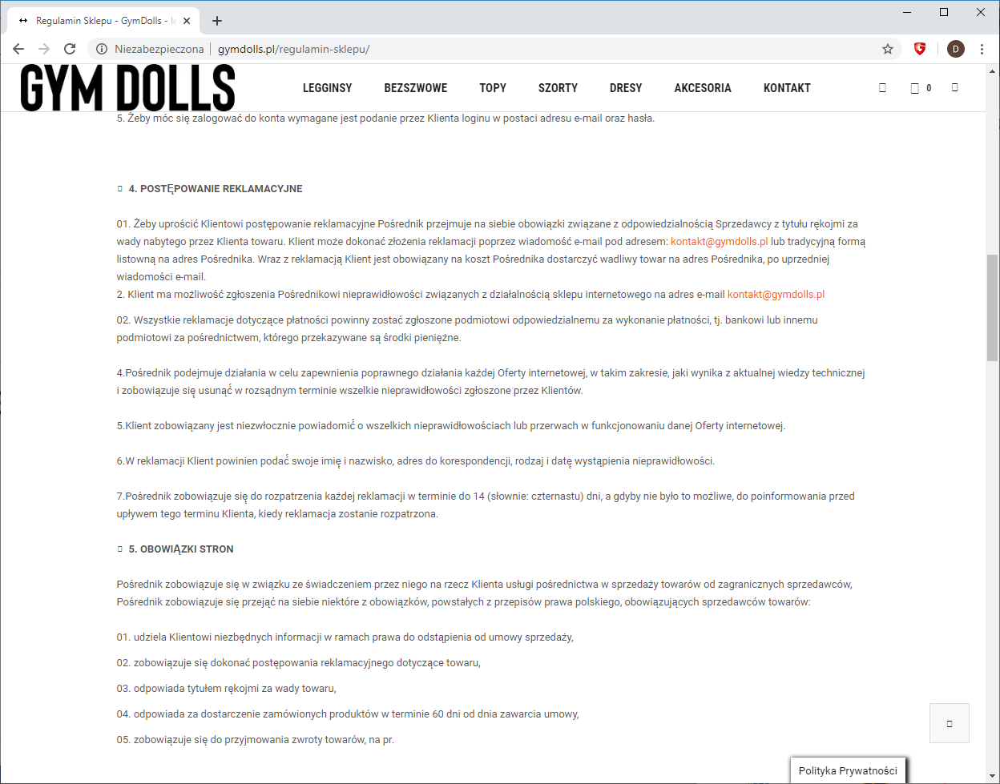 Regulamin Sklepu - GymDolls - le
Niezabezpieczona
gymdolls.pl/regulamin-sklepu/
D
GYM DOLLS
LEGGINSY BEZSZWOWE TOPY SZORTY DRESY AKCESORIA KONTAKT 0
5. Żeby móc się zalogować do konta wymagane jest podanie przez Klienta loginu w postaci adresu e-mail oraz hasła.
4. POSTĘPOWANIE REKLAMACYJNE
01. Żeby uprościć Klientowi postępowanie reklamacyjne Pośrednik przejmuje na siebie obowiązki związane z odpowiedzialnością Sprzedawcy z tytułu rękojmi za
wady nabytego przez Klienta towaru. Klient może dokonać złożenia reklamacji poprzez wiadomość e-mail pod adresem: kontakt@gymdolls.pl lub tradycyjną formą
listowną na adres Pośrednika. Wraz z reklamacją Klient jest obowiązany na koszt Pośrednika dostarczyć wadliwy towar na adres Pośrednika, po uprzedniej
wiadomości e-mail.
2. Klient ma możliwość zgłoszenia Pośrednikowi nieprawidłowości związanych z działalnością sklepu internetowego na adres e-mail kontakt@gymdolls.pl
02. Wszystkie reklamacje dotyczące płatności powinny zostać zgłoszone podmiotowi odpowiedzialnemu za wykonanie płatności, tj. bankowi lub innemu
podmiotowi za pośrednictwem, którego przekazywane są środki pieniężne.
4.Pośrednik podejmuje działania w celu zapewnienia poprawnego działania każdej Oferty internetowej, w takim zakresie, jaki wynika z aktualnej wiedzy technicznej
i zobowiązuje się̨ usunąć́ w rozsądnym terminie wszelkie nieprawidłowości zgłoszone przez Klientów.
5.Klient zobowiązany jest niezwłocznie powiadomić́ o wszelkich nieprawidłowościach lub przerwach w funkcjonowaniu danej Oferty internetowej.
6.W reklamacji Klient powinien podać́ swoje imię̨ i nazwisko, adres do korespondencji, rodzaj i datę̨ wystąpienia nieprawidłowości.
7.Pośrednik zobowiązuje się̨ do rozpatrzenia każdej reklamacji w terminie do 14 (słownie: czternastu) dni, a gdyby nie było to możliwe, do poinformowania przed
upływem tego terminu Klienta, kiedy reklamacja zostanie rozpatrzona.
5. OBOWIĄZKI STRON
Pośrednik zobowiązuje się w związku ze świadczeniem przez niego na rzecz Klienta usługi pośrednictwa w sprzedaży towarów od zagranicznych sprzedawców,
Pośrednik zobowiązuje się przejąć na siebie niektóre z obowiązków, powstałych z przepisów prawa polskiego, obowiązujących sprzedawców towarów:
01. udziela Klientowi niezbędnych informacji w ramach prawa do odstąpienia od umowy sprzedaży,
02. zobowiązuje się dokonać postępowania reklamacyjnego dotyczące towaru,
03. odpowiada tytułem rękojmi za wady towaru,
04. odpowiada za dostarczenie zamówionych produktów w terminie 60 dni od dnia zawarcia umowy,
05. zobowiązuje się do przyjmowania zwroty towarów, na pr.
Polityka Prywatności